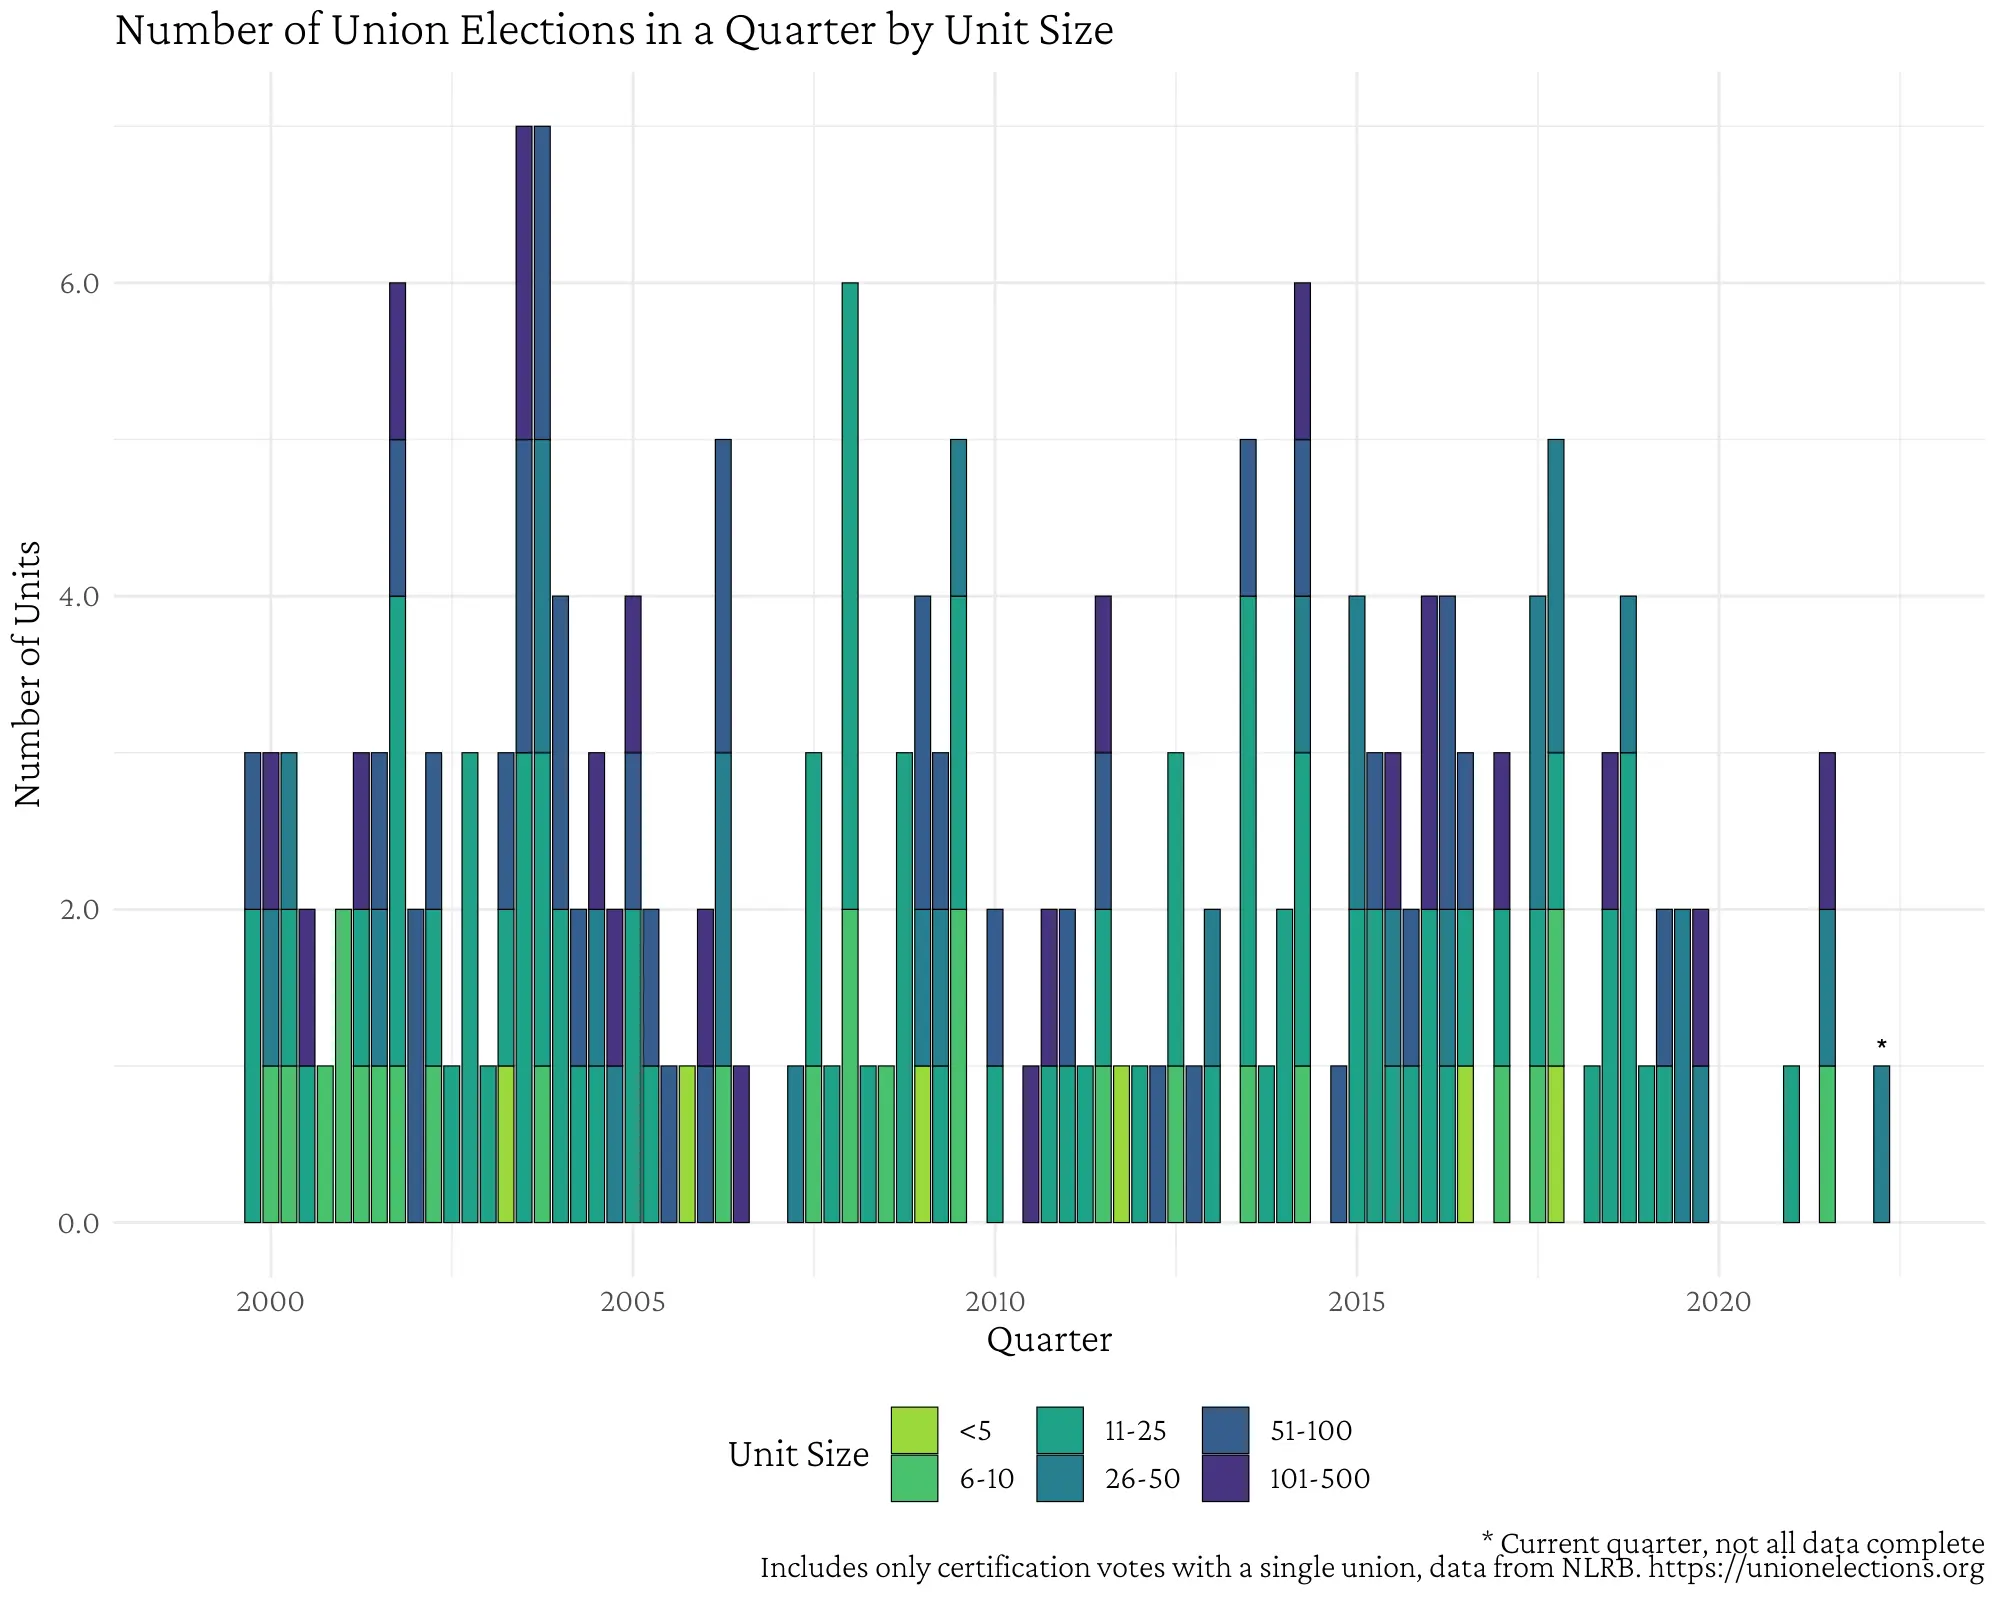 Number of Union Elections in a Quarter by Unit Size
Number of Units
6.0
4.0
2.0
0.0
*
2000 2005 2010 2015 2020
Quarter
Unit Size
<5 11-25 51-100
6-10 26-50 101-500
* Current quarter, not all data complete
Includes only certification votes with a single union, data from NLRB. https://unionelections.org